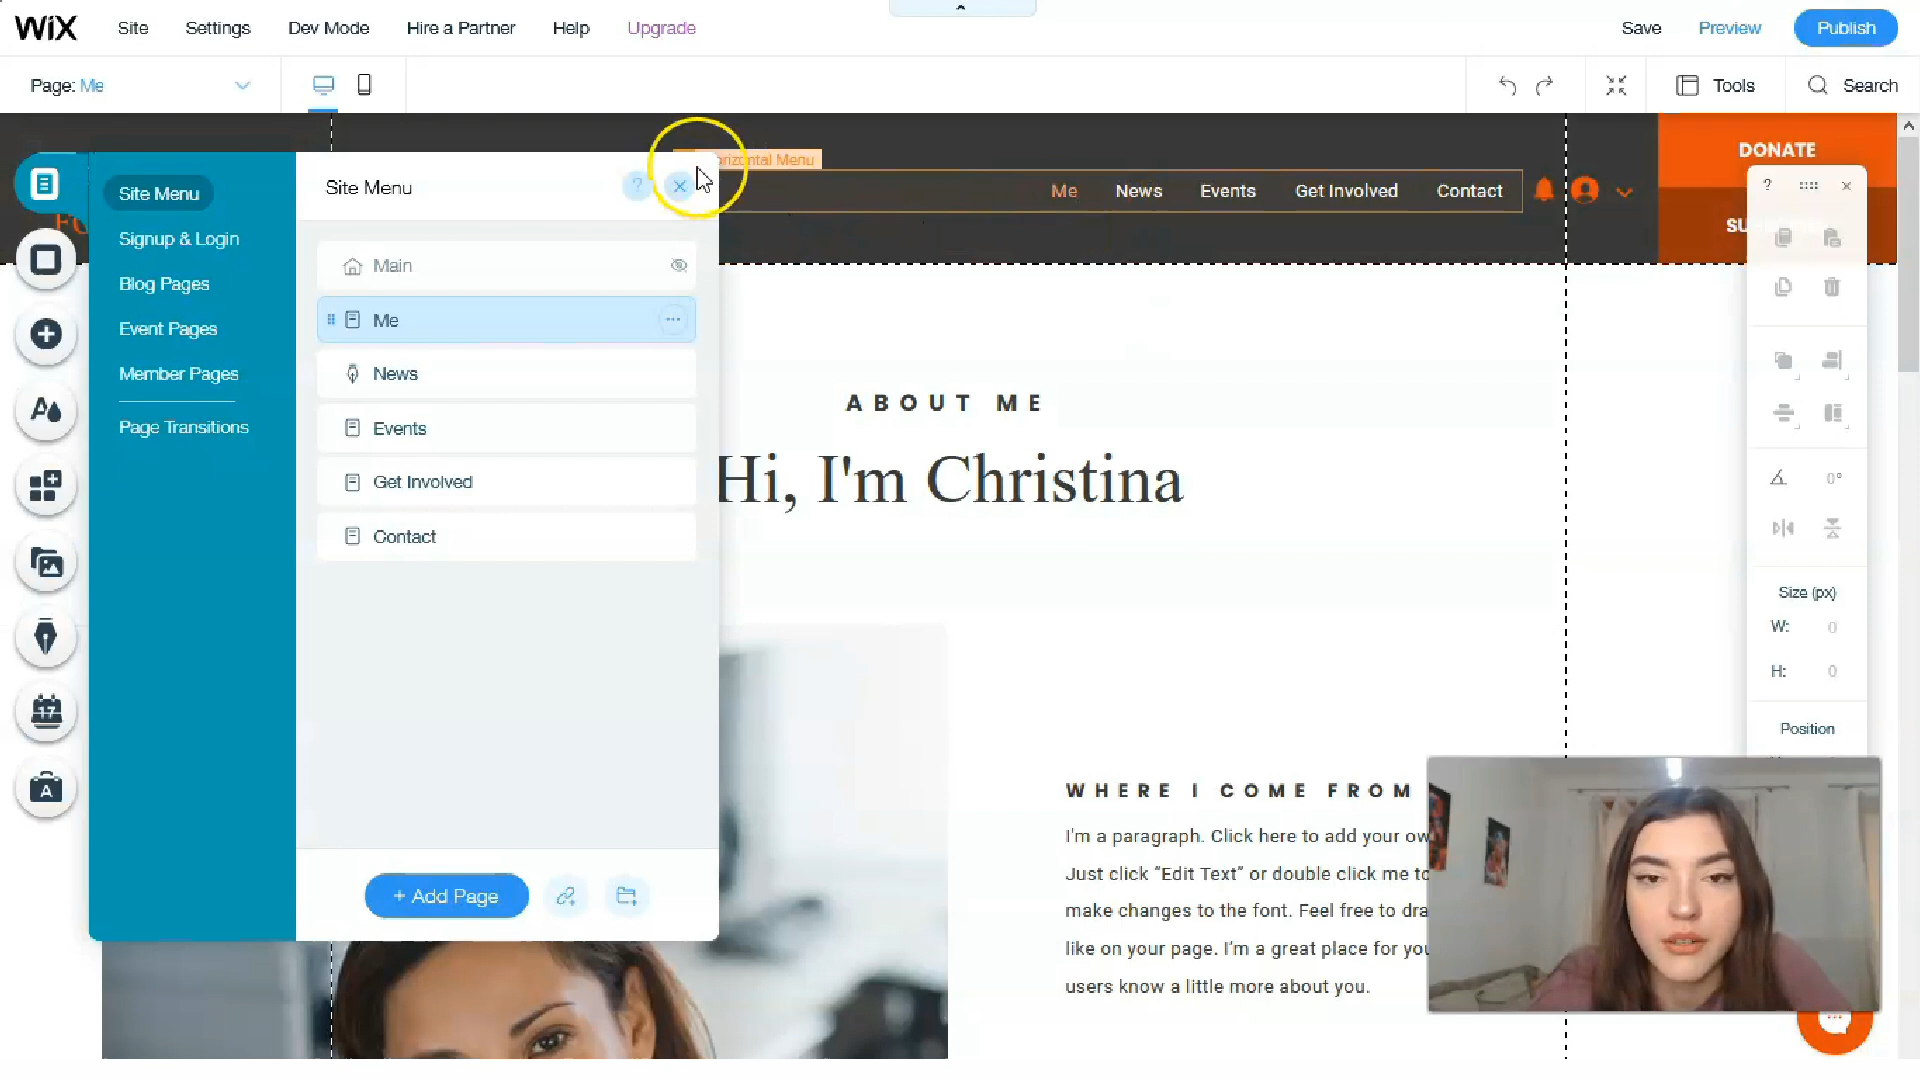 WiX Site Settings Dev Mode Hire a Partner Help Upgrade Save Preview Publish
Page: Me Tools Search
DONATE
Horizontal Menu
Site Menu
Signup & Login
Blog Pages
Event Pages
Member Pages
Page Transitions
Site Menu ?
Main
Me
News
Events
Get Involved
Contact
+ Add Page
Me News Events Get Involved Contact
?
0°
Size (px)
W: 0
H: 0
Position
ABOUT ME
Hi, I'm Christina
WHERE I COME FROM
I'm a paragraph. Click here to add your ow
Just click “Edit Text” or double click me to
make changes to the font. Feel free to dra
like on your page. I’m a great place for you
users know a little more about you.
17
A